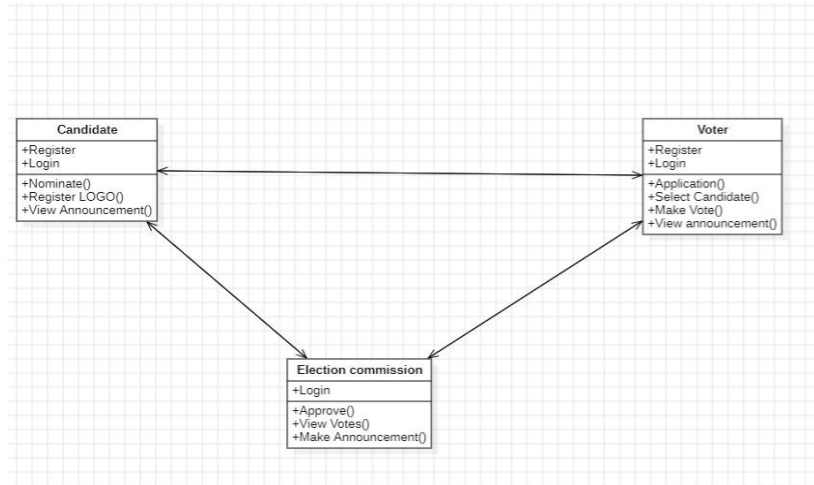 Candidate
+Register
+Login
+Nominate()
+Register LOGO()
+View Announcement()
Voter
+Register
+Login
+Application()
+Select Candidate()
+Make Vote()
+View announcement()
Election commission
+Login
+Approve()
+View Votes()
+Make Announcement()